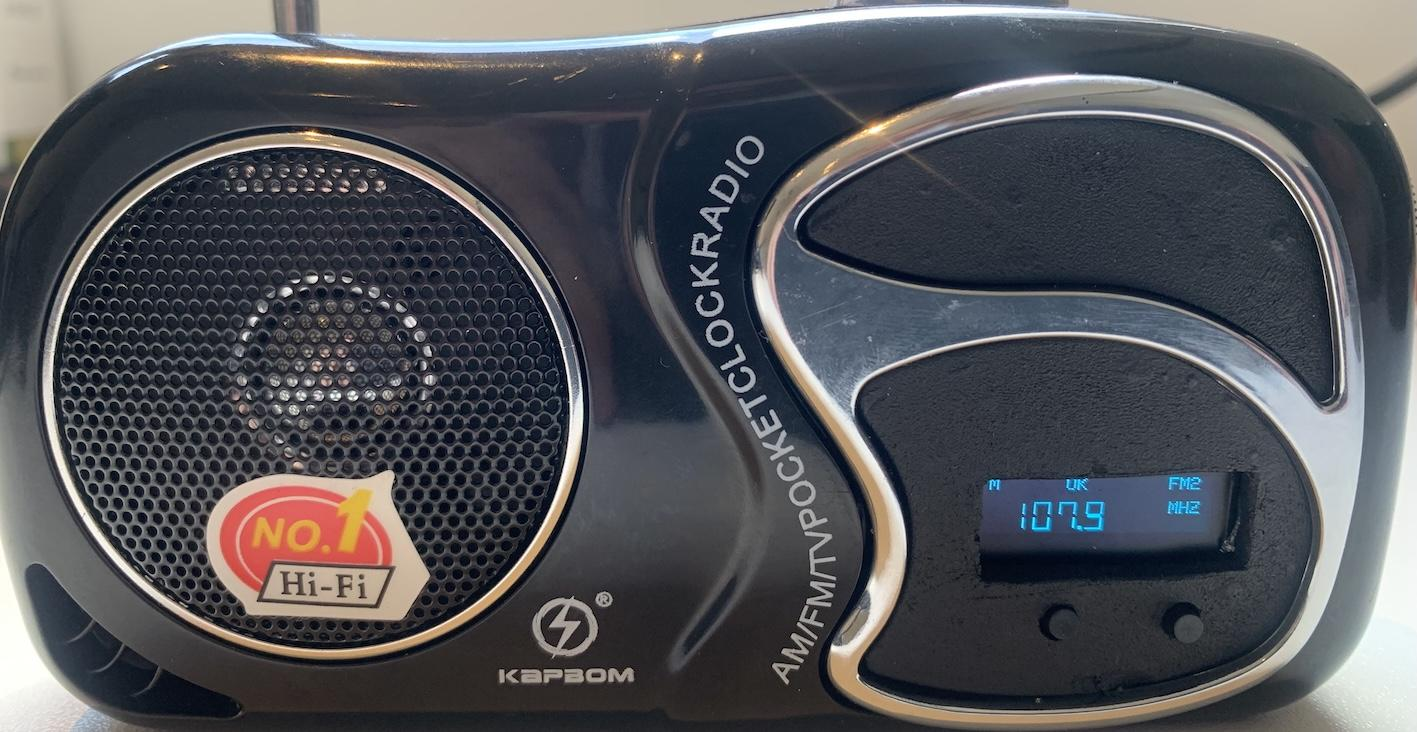 AM/FM/TVPOCKETCLOCKRADIO
NO.1
Hi-Fi
®
KAPBOM
M UK FM2
107.9 MHZ